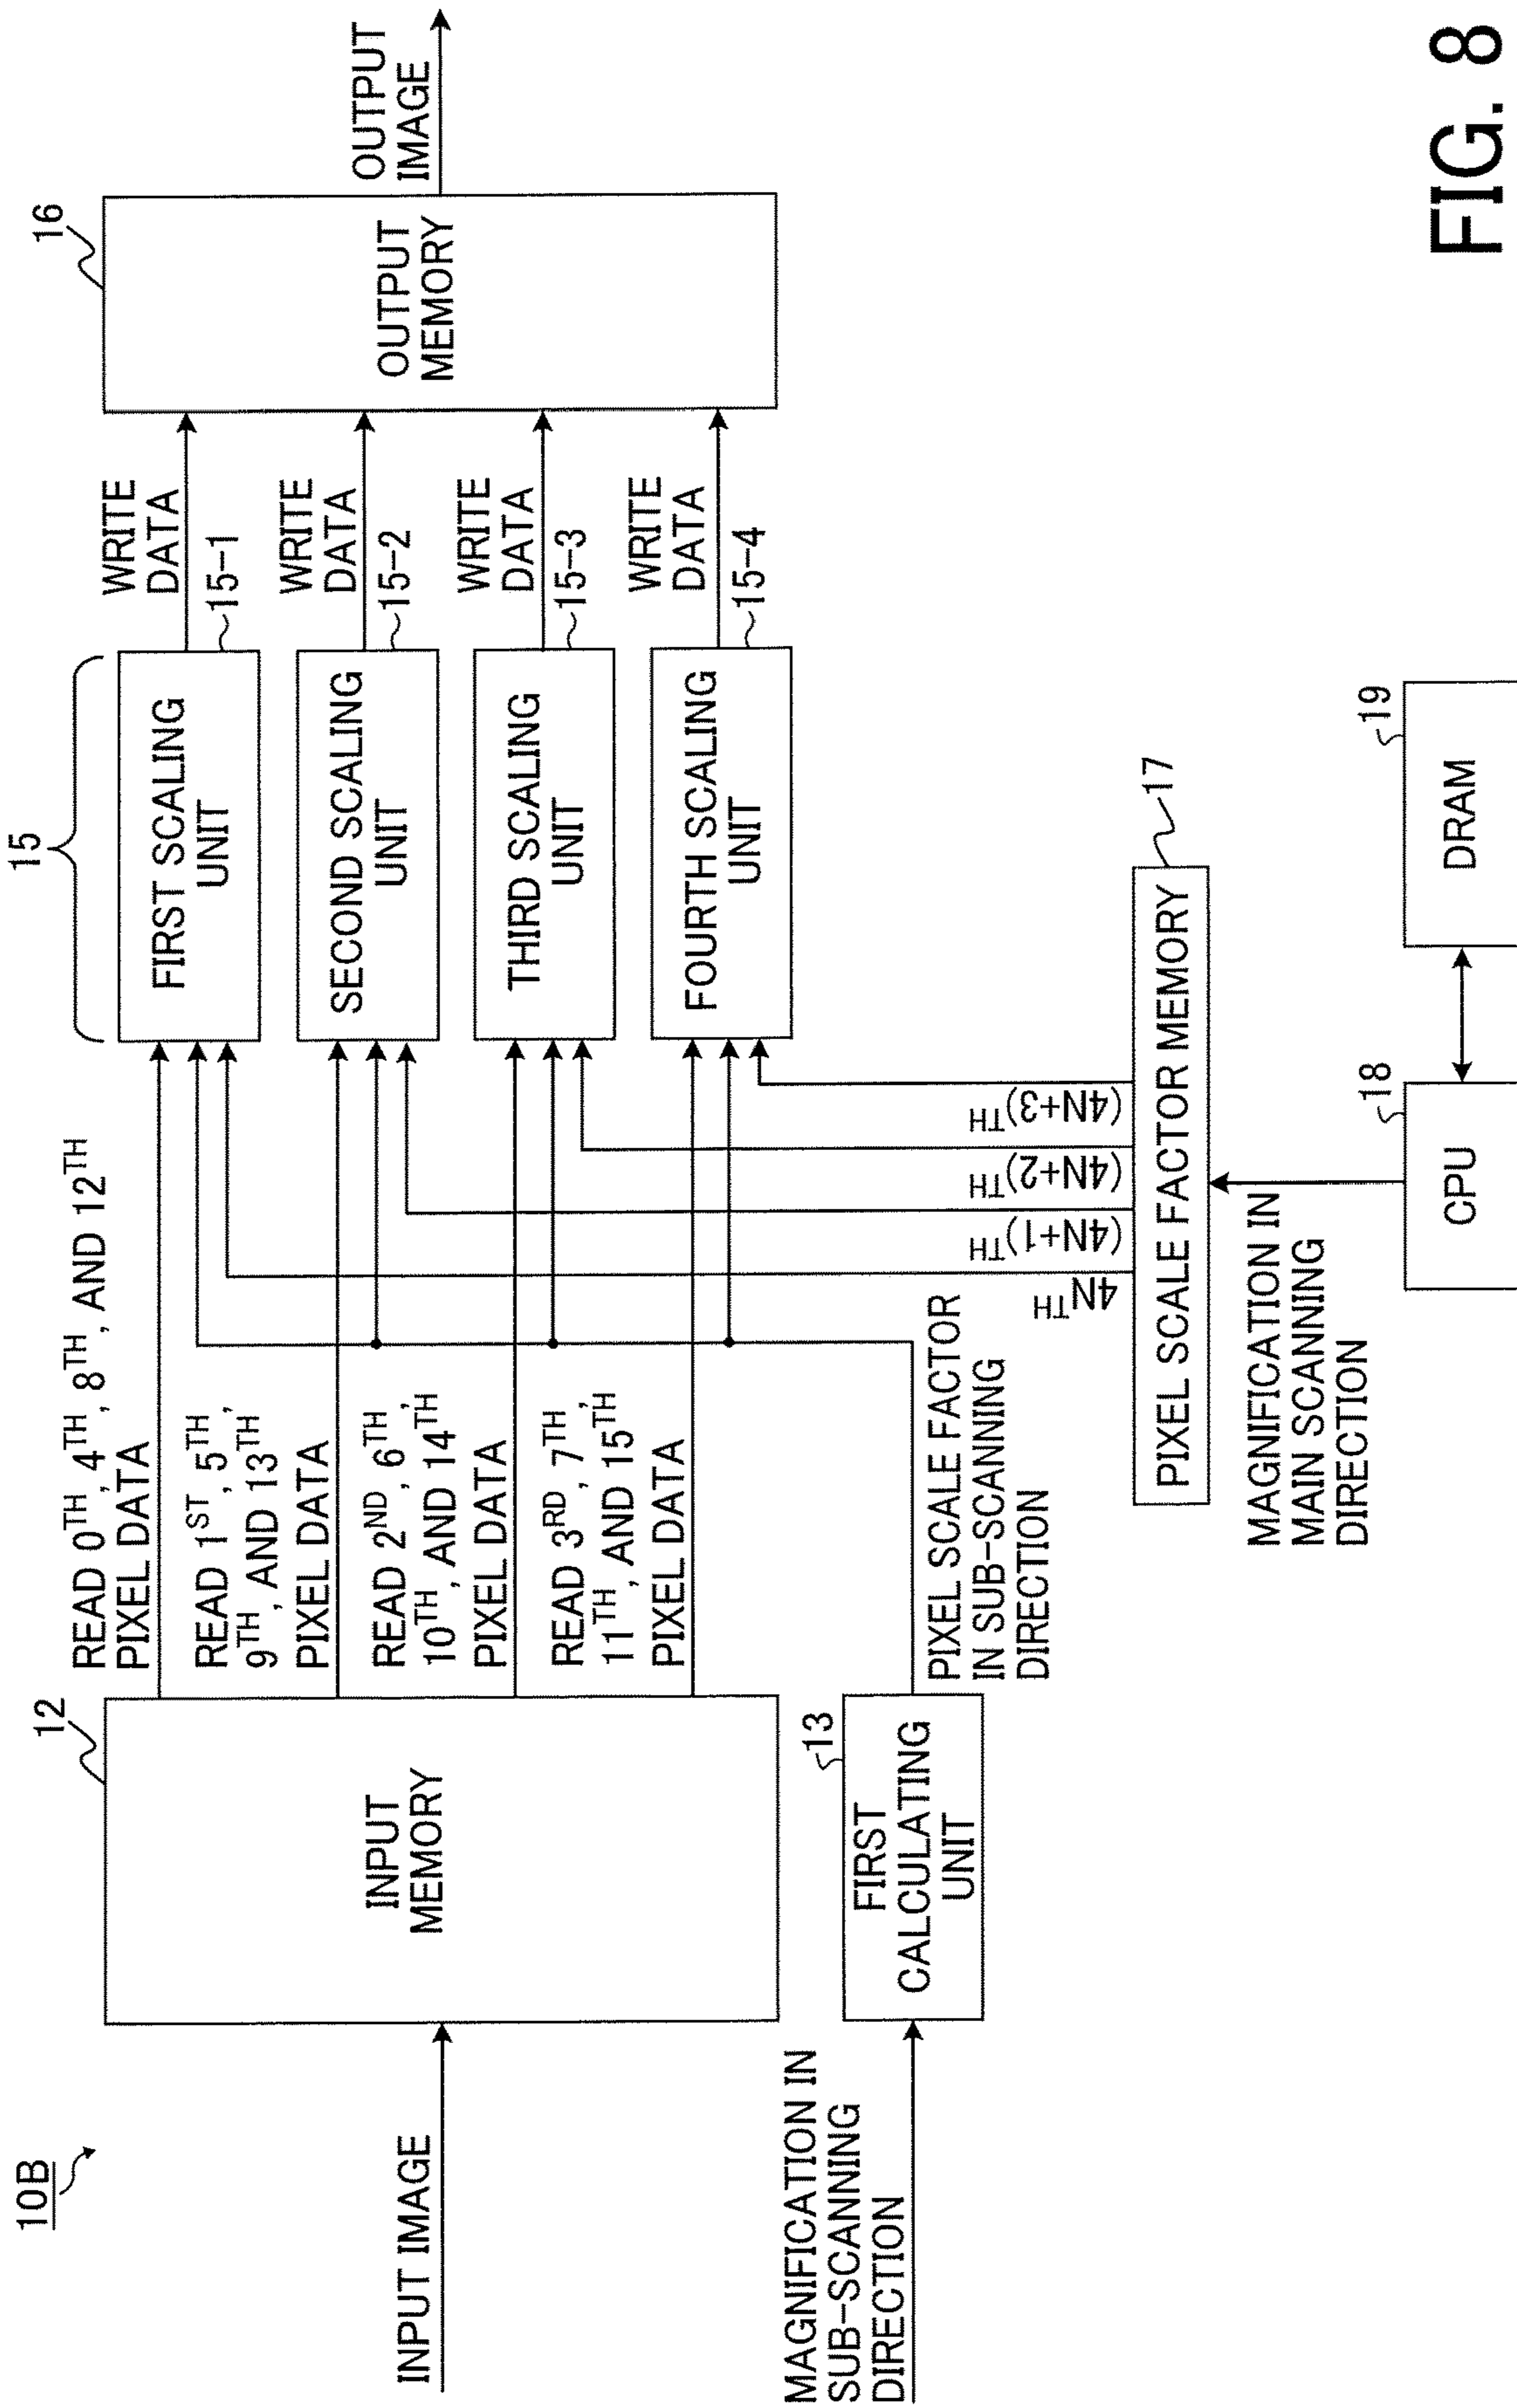 10B
INPUT IMAGE
12
INPUT
MEMORY
READ 0TH, 4TH, 8TH, AND 12TH
PIXEL DATA
READ 1ST, 5TH,
9TH, AND 13TH
PIXEL DATA
READ 2ND, 6TH,
10TH, AND 14TH
PIXEL DATA
READ 3RD, 7TH,
11TH, AND 15TH
PIXEL DATA
15
FIRST SCALING
UNIT
15-1
SECOND SCALING
UNIT
15-2
THIRD SCALING
UNIT
15-3
FOURTH SCALING
UNIT
15-4
WRITE
DATA
WRITE
DATA
WRITE
DATA
WRITE
DATA
16
OUTPUT
MEMORY
OUTPUT
IMAGE
MAGNIFICATION IN
SUB-SCANNING
DIRECTION
13
FIRST
CALCULATING
UNIT
PIXEL SCALE FACTOR
IN SUB-SCANNING
DIRECTION
4NTH
(4N+1)TH
(4N+2)TH
(4N+3)TH
PIXEL SCALE FACTOR MEMORY
17
MAGNIFICATION IN
MAIN SCANNING
DIRECTION
18
CPU
19
DRAM
FIG. 8